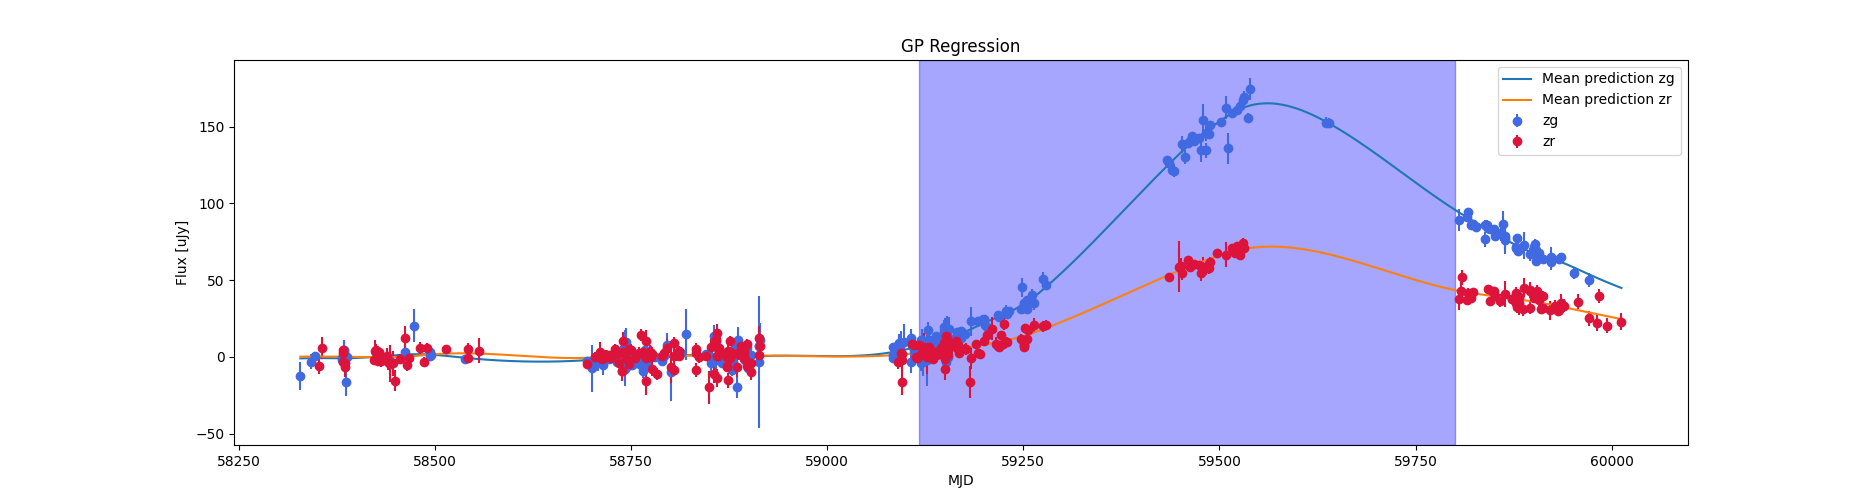 GP Regression
Mean prediction zg
Mean prediction zr
zg
zr
Flux [uJy]
150
100
50
0
−50
58250 58500 58750 59000 59250 59500 59750 60000
MJD